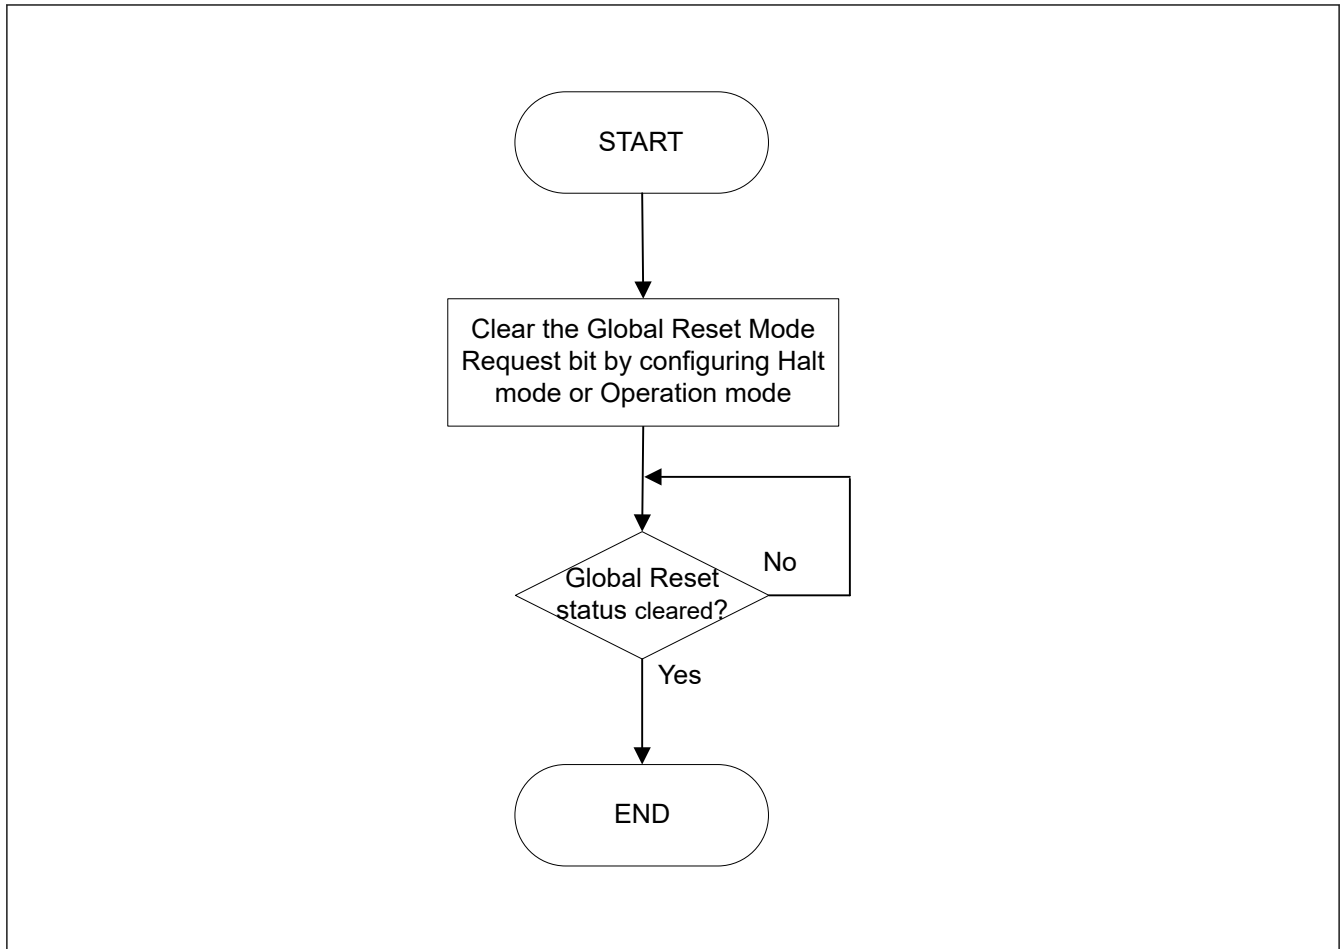 START
Clear the Global Reset Mode
Request bit by configuring Halt
mode or Operation mode
No
Global Reset
status cleared?
Yes
END